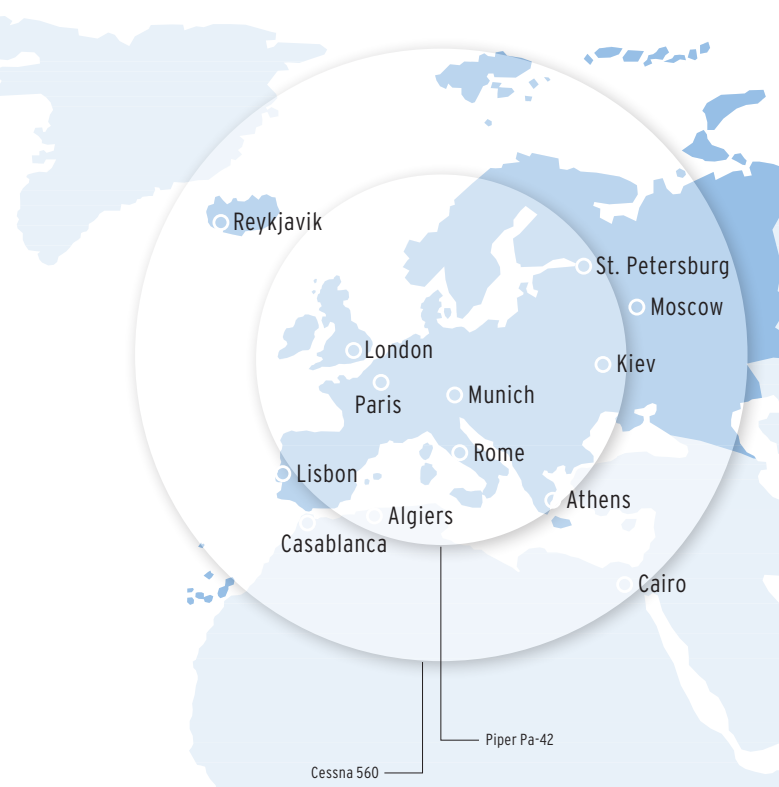 Reykjavik
St. Petersburg
Moscow
London
Kiev
Paris
Munich
Rome
Lisbon
Athens
Algiers
Casablanca
Cairo
Piper Pa-42
Cessna 560